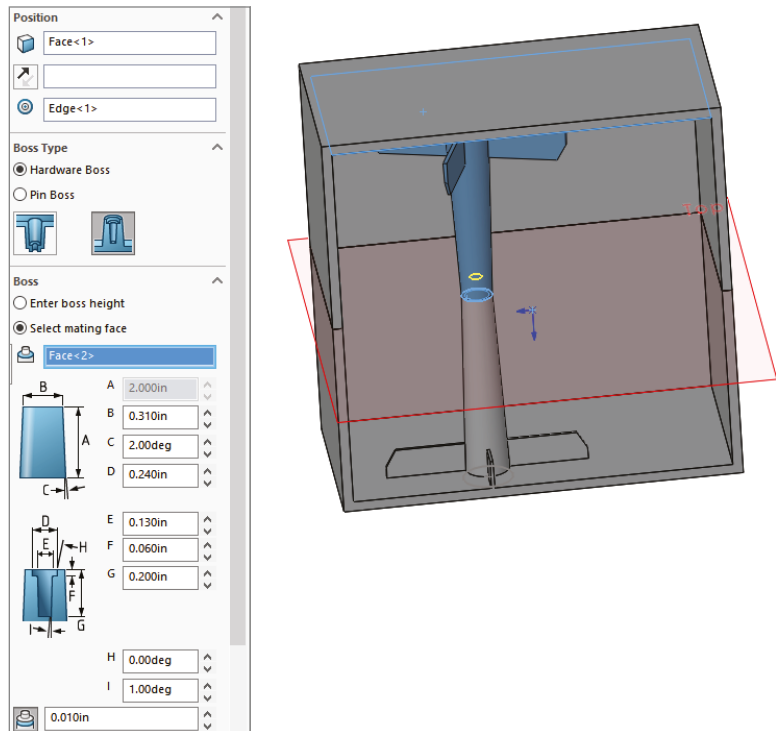 Position
Face<1>
Edge<1>
Boss Type
Hardware Boss
Pin Boss
Boss
Enter boss height
Select mating face
Face<2>
B
A
C
A 2.000in
B 0.310in
C 2.00deg
D 0.240in
D
E
H
F
G
I
E 0.130in
F 0.060in
G 0.200in
H 0.00deg
I 1.00deg
0.010in
Top